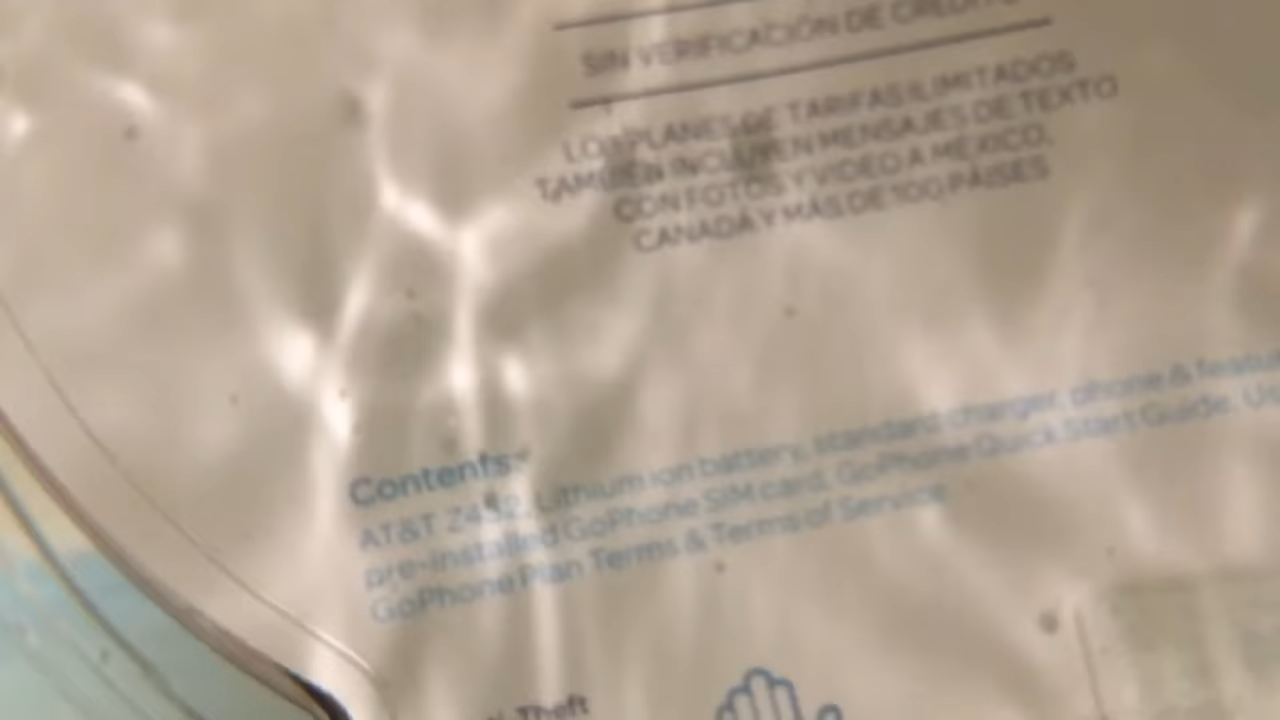 SIN VERIFICACIÓN DE CRÉDITO
LOS PLANES DE TARIFAS ILIMITADOS
TAMBIÉN INCLUYEN MENSAJES DE TEXTO
CON FOTOS Y VIDEO A MÉXICO,
CANADÁ Y MÁS DE 100 PAÍSES
Contents:
AT&T Z432, Lithium ion battery, standard charger, phone & featu
pre-installed GoPhone SIM card, GoPhone Quick Start Guide,
GoPhone Plan Terms & Terms of Service
Theft